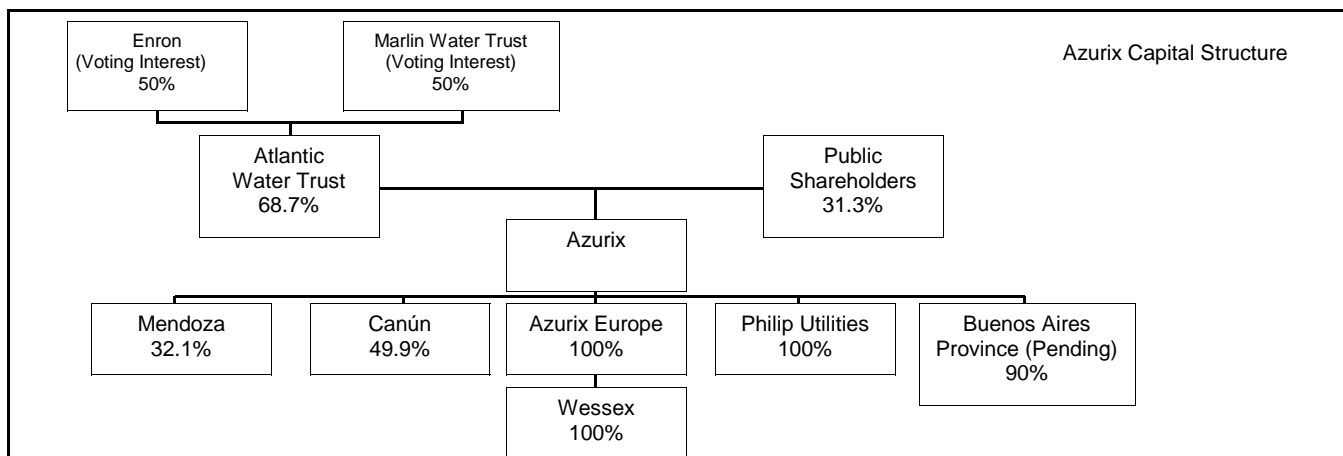 Azurix Capital Structure
Enron
(Voting Interest)
50%
Marlin Water Trust
(Voting Interest)
50%
Atlantic
Water Trust
68.7%
Public
Shareholders
31.3%
Azurix
Mendoza
32.1%
Canún
49.9%
Azurix Europe
100%
Philip Utilities
100%
Buenos Aires
Province (Pending)
90%
Wessex
100%